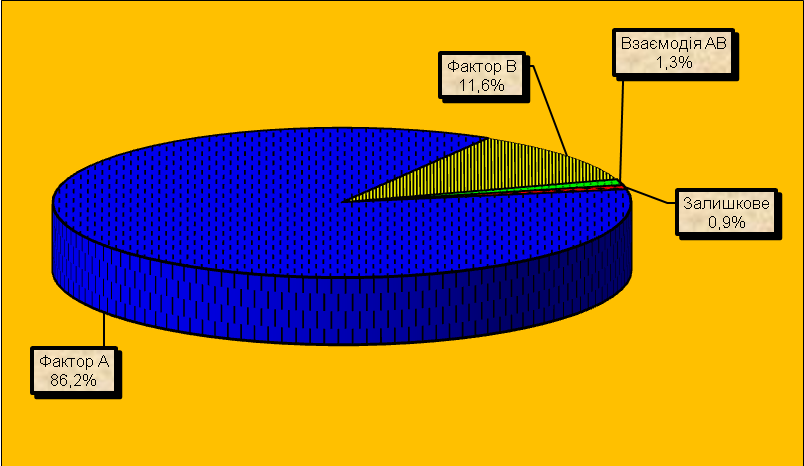 Взаємодія АВ
1,3%
Фактор В
11,6%
Залишкове
0,9%
Фактор А
86,2%